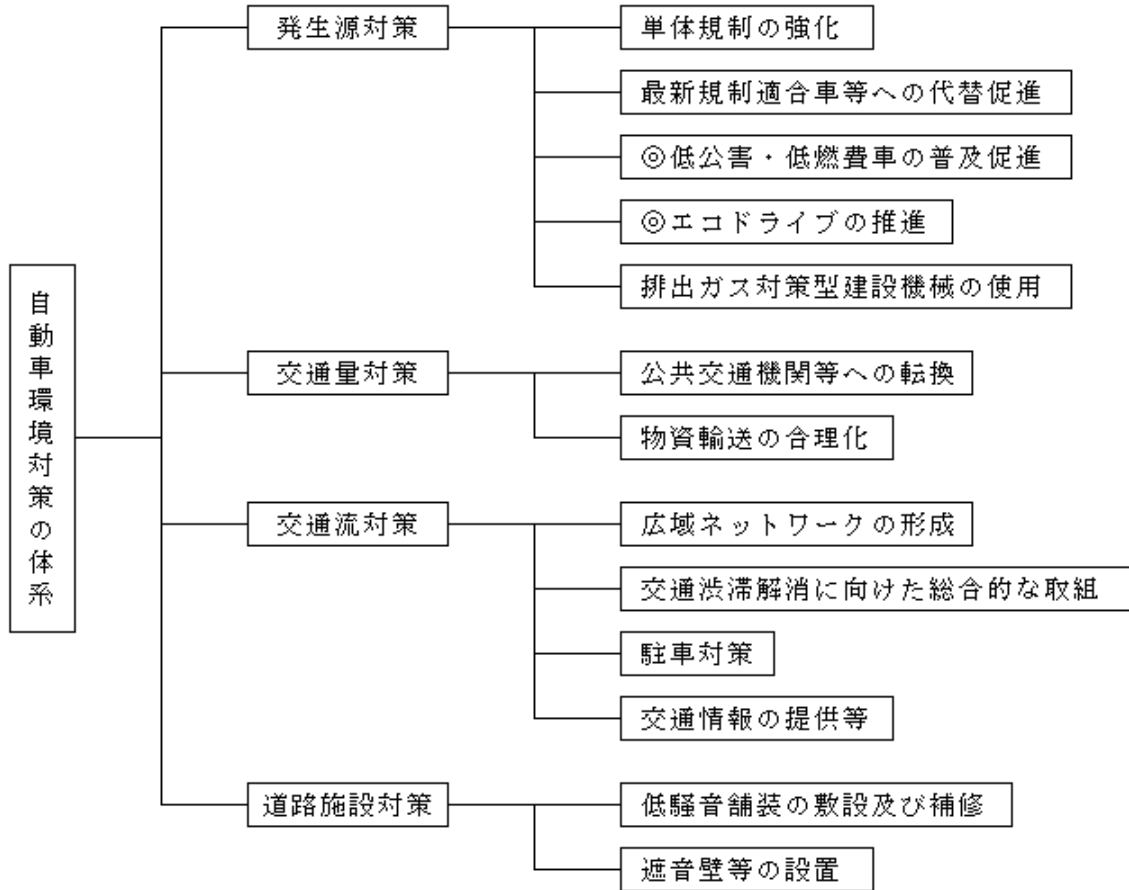 自動車環境対策の体系
発生源対策
単体規制の強化
最新規制適合車等への代替促進
◎低公害・低燃費車の普及促進
◎エコドライブの推進
排出ガス対策型建設機械の使用
交通量対策
公共交通機関等への転換
物資輸送の合理化
交通流対策
広域ネットワークの形成
交通渋滞解消に向けた総合的な取組
駐車対策
交通情報の提供等
道路施設対策
低騒音舗装の敷設及び補修
遮音壁等の設置